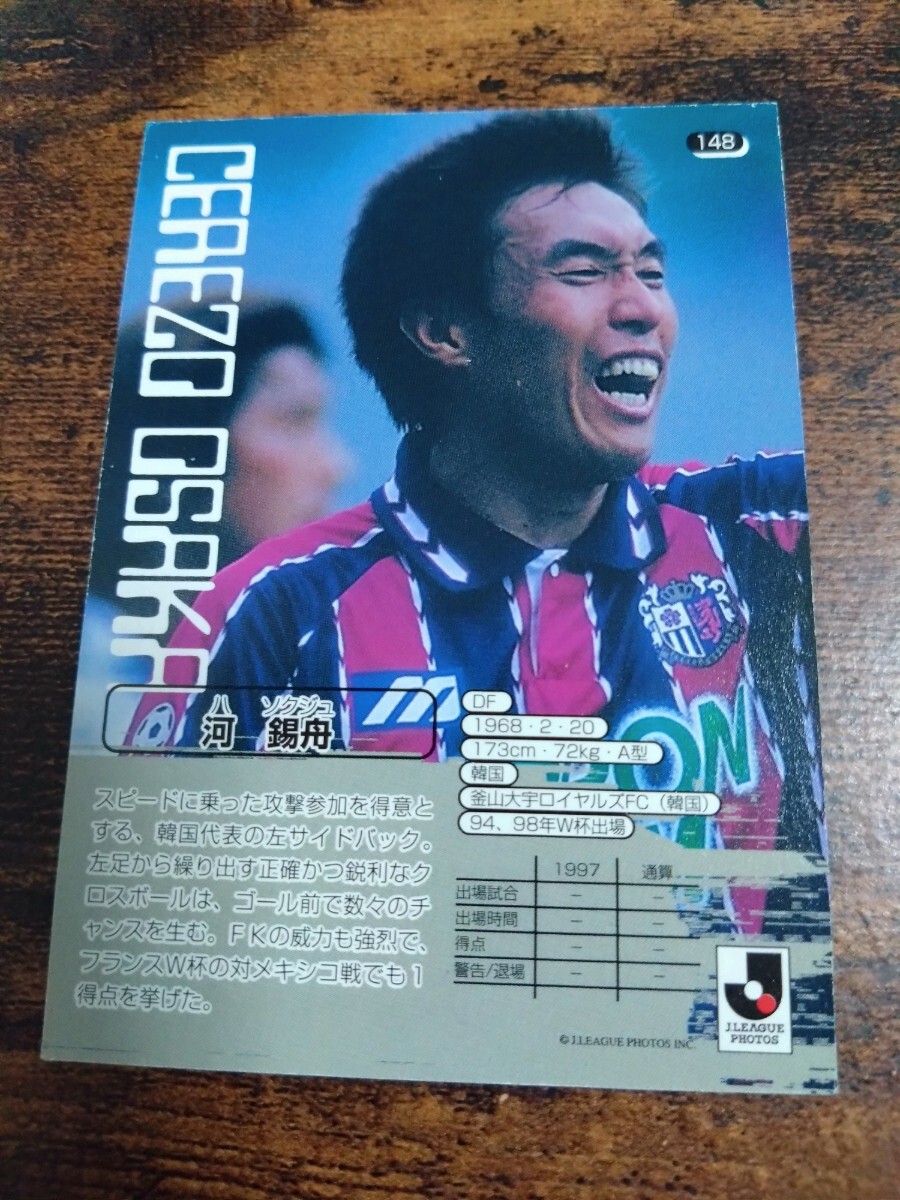 148
CEREZO OSAKA
ハ ソクジュ
河 錫舟
DF
1968・2・20
173cm・72kg・A型
韓国
釜山大宇ロイヤルズFC（韓国）
94、98年W杯出場
スピードに乗った攻撃参加を得意と
する、韓国代表の左サイドバック。
左足から繰り出す正確かつ鋭利なク
ロスボールは、ゴール前で数々のチ
ャンスを生む。FKの威力も強烈で、
フランスW杯の対メキシコ戦でも1
得点を挙げた。
1997 通算
出場試合 – –
出場時間 – –
得点 – –
警告/退場 – –
J.LEAGUE
PHOTOS
© J.LEAGUE PHOTOS INC.